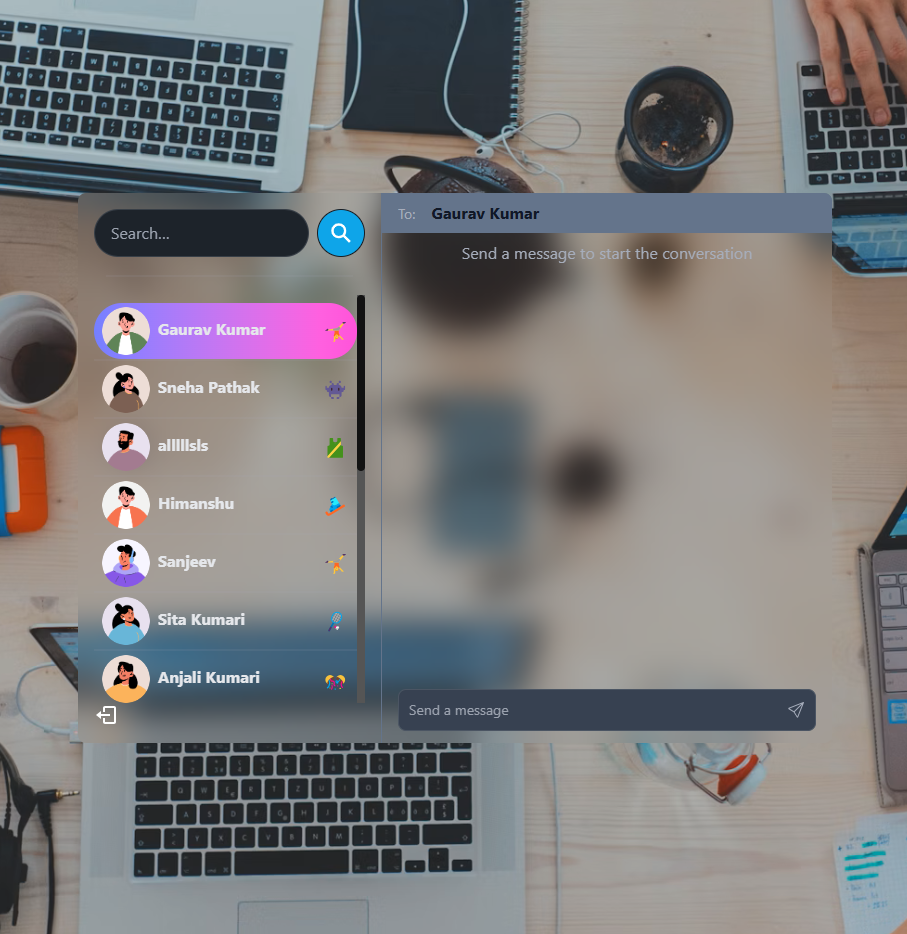 Search...
To: Gaurav Kumar
Send a message to start the conversation
Gaurav Kumar
Sneha Pathak
alllllsls
Himanshu
Sanjeev
Sita Kumari
Anjali Kumari
Send a message